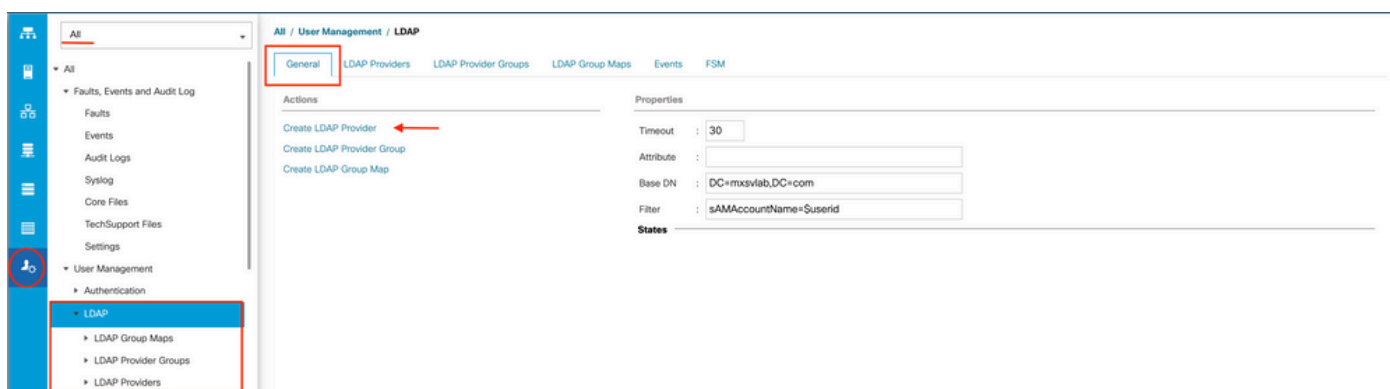 All
All
Faults, Events and Audit Log
Faults
Events
Audit Logs
Syslog
Core Files
TechSupport Files
Settings
User Management
Authentication
LDAP
LDAP Group Maps
LDAP Provider Groups
LDAP Providers
All / User Management / LDAP
General LDAP Providers LDAP Provider Groups LDAP Group Maps Events FSM
Actions
Create LDAP Provider
Create LDAP Provider Group
Create LDAP Group Map
Properties
Timeout : 30
Attribute :
Base DN : DC=mxsvlab,DC=com
Filter : sAMAccountName=$userid
States